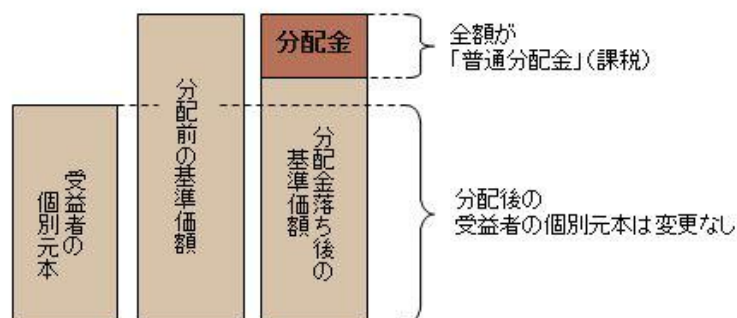 分配金
全額が
「普通分配金」(課税)
受益者の
個別元本
分配前の基準価額
分配金落ち後の
基準価額
分配後の
受益者の個別元本は変更なし